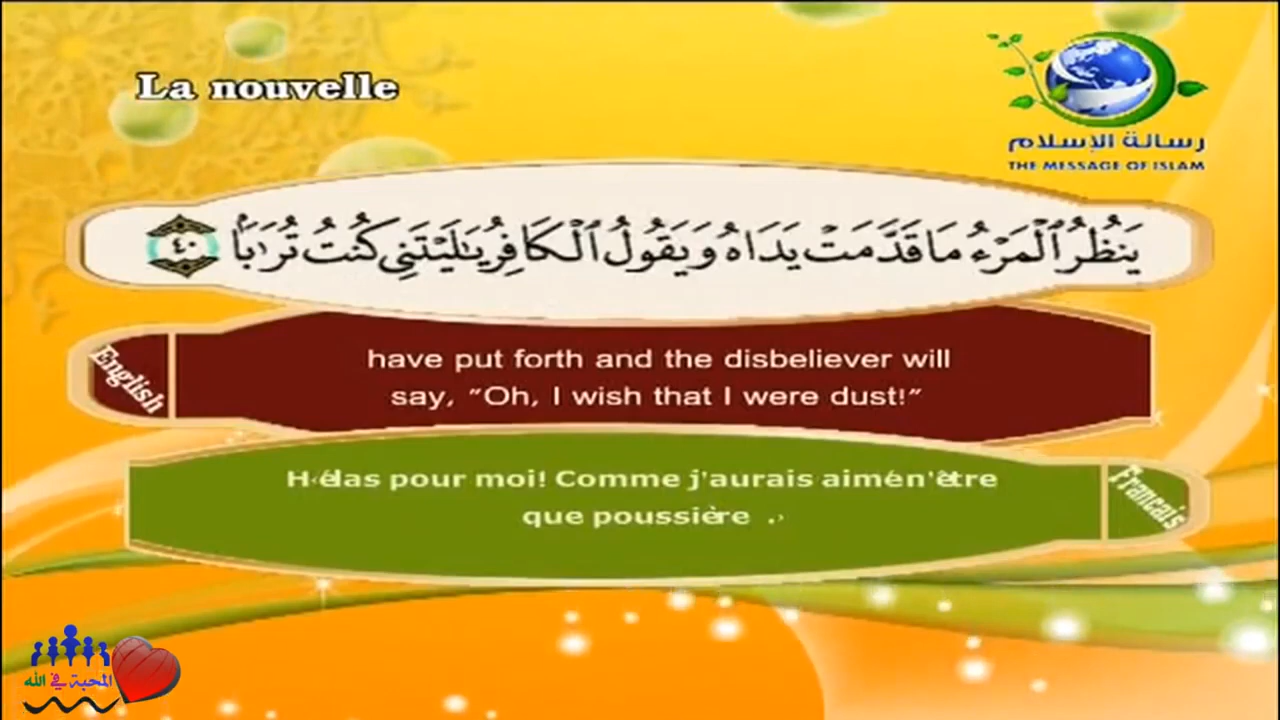 La nouvelle
رسالة الإسلام
THE MESSAGE OF ISLAM
يَنظُرُ ٱلْمَرْءُ مَا قَدَّمَتْ يَدَاهُ وَيَقُولُ ٱلْكَافِرُ يَٰلَيْتَنِى كُنتُ تُرَٰبًۢا ٤٠
English
have put forth and the disbeliever will
say, "Oh, I wish that I were dust!"
Francais
H‹élas pour moi! Comme j'aurais aimén'être
que poussière .›
المحبة في الله